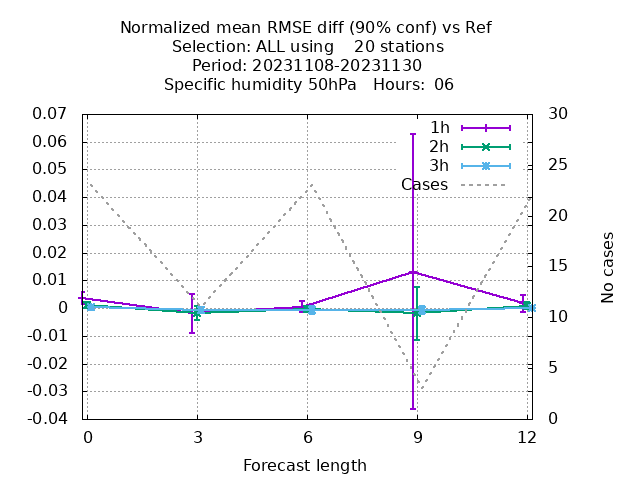 Normalized mean RMSE diff (90% conf) vs Ref
Selection: ALL using    20 stations
Period: 20231108-20231130
Specific humidity 50hPa   Hours:  06
0.07
0.06
0.05
0.04
0.03
0.02
0.01
0
-0.01
-0.02
-0.03
-0.04
30
25
20
15
10
5
0
1h
2h
3h
Cases
No cases
0
3
6
9
12
Forecast length